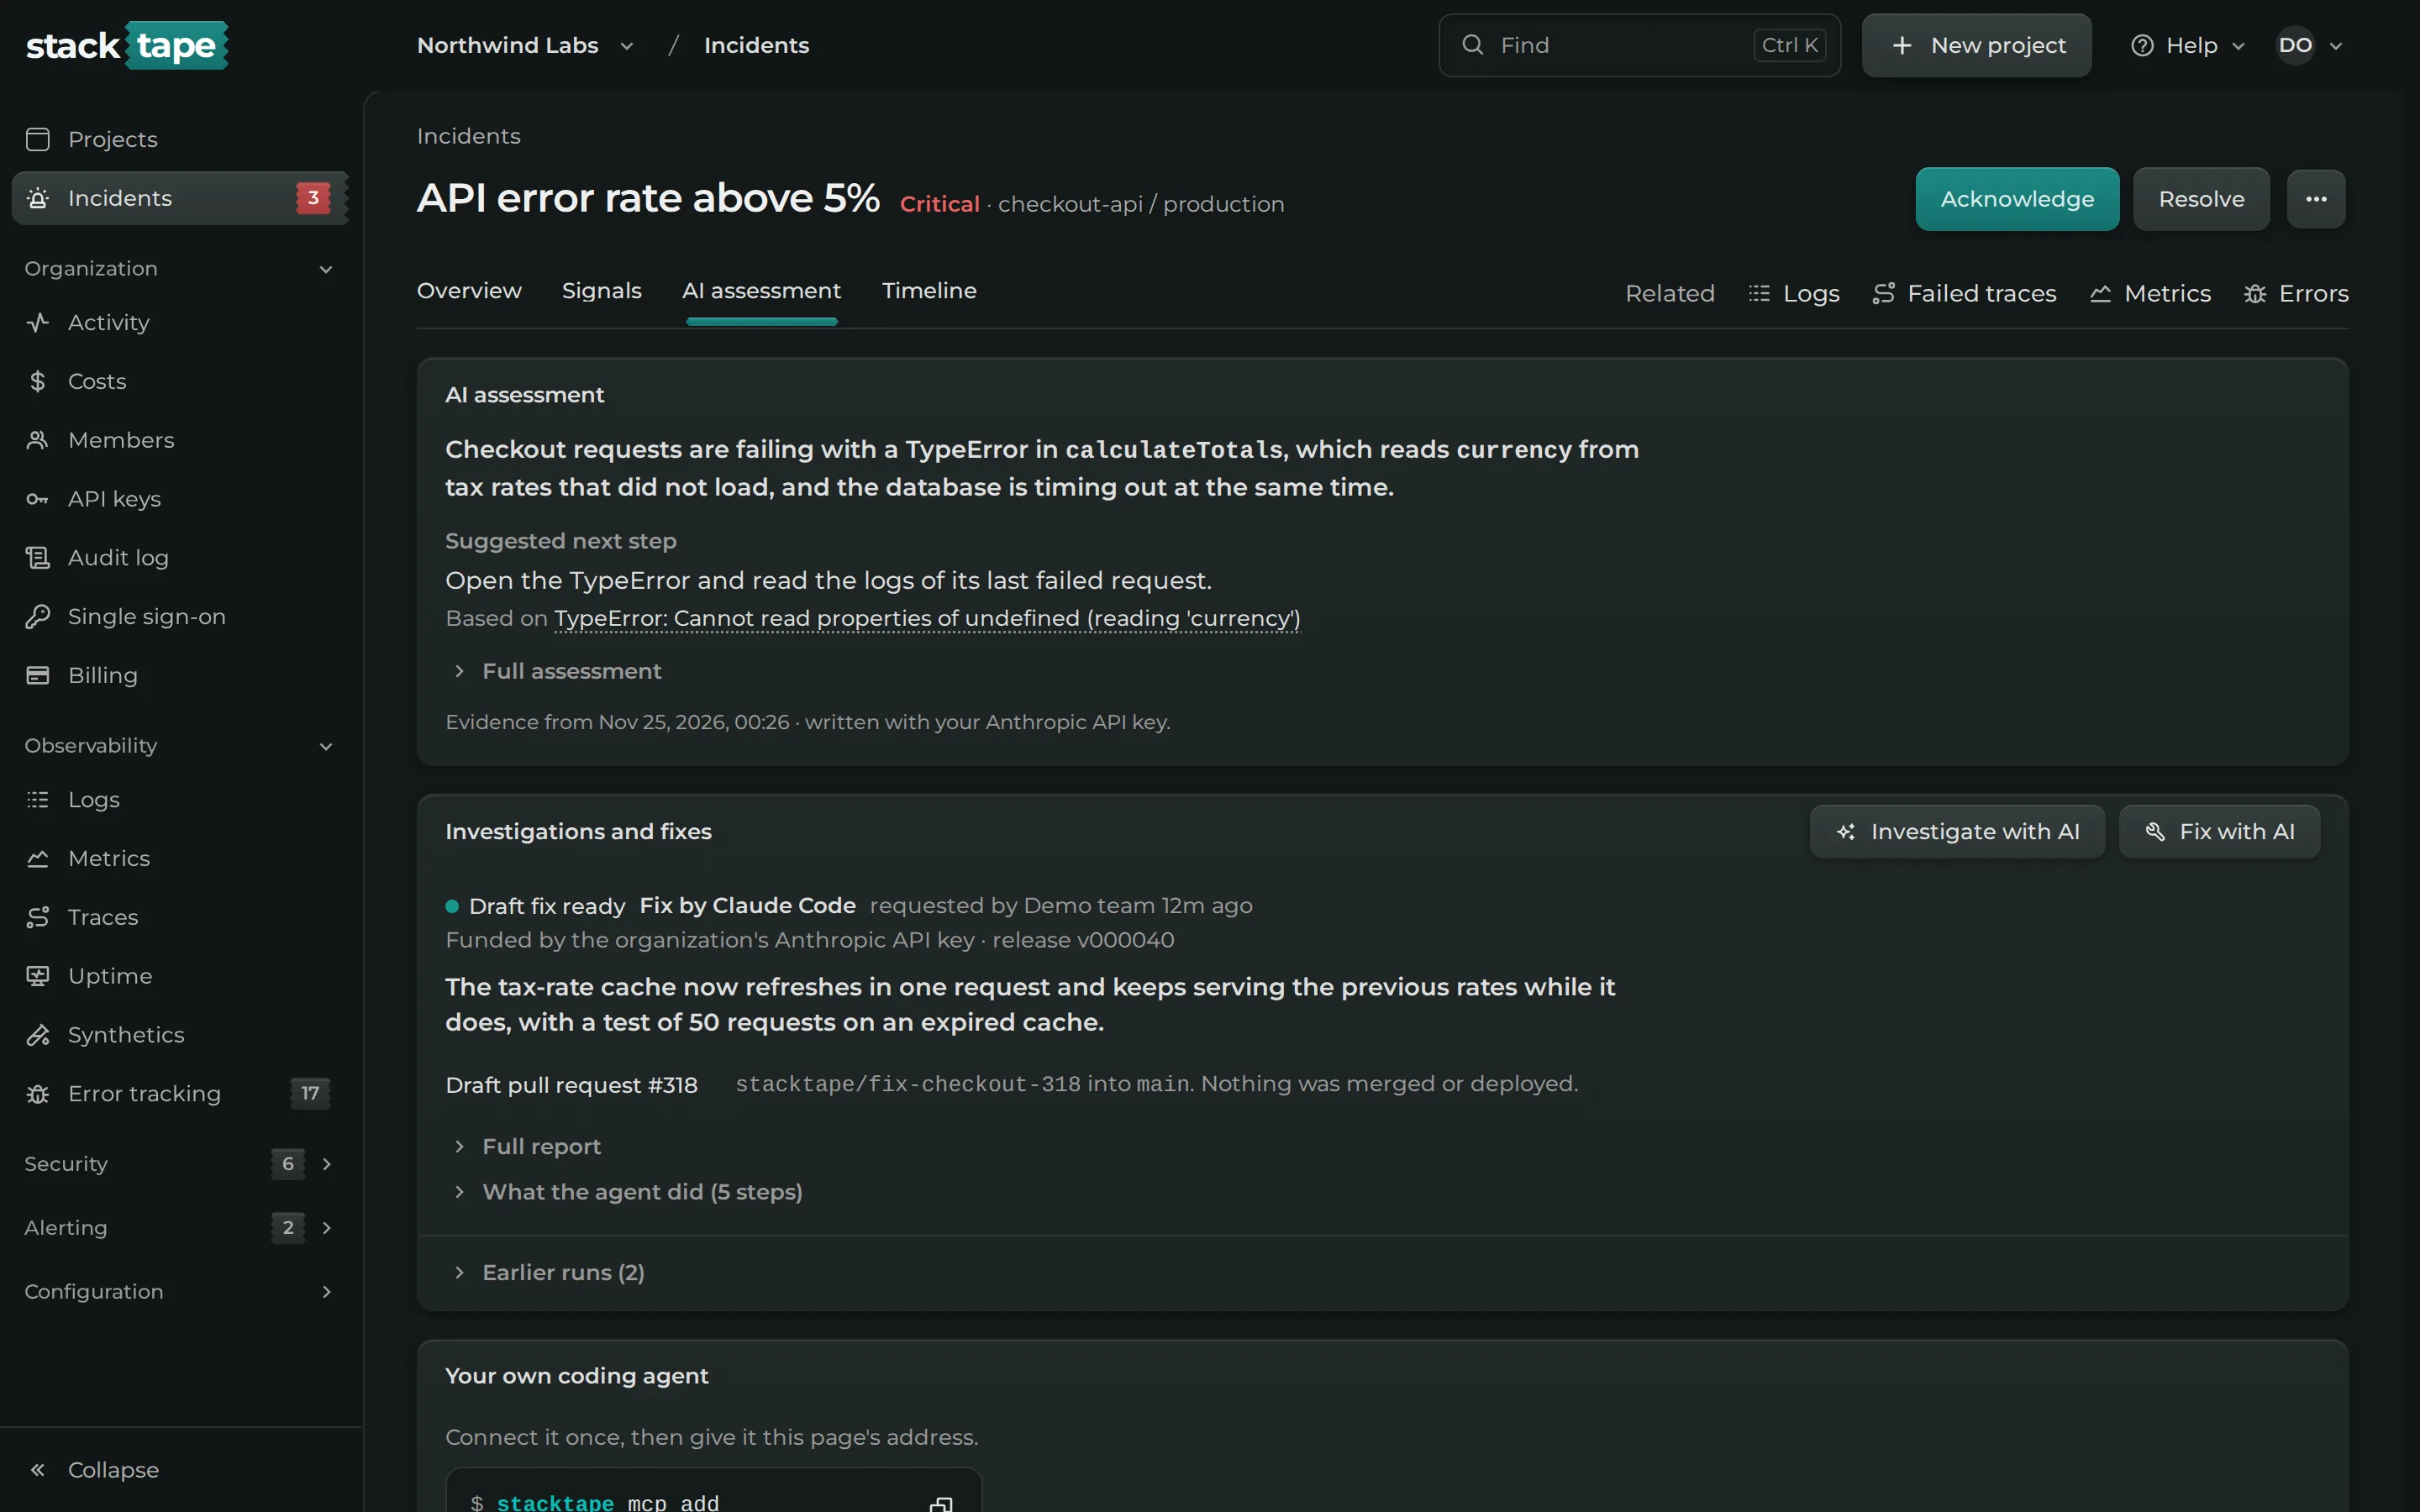 stack tape
Northwind Labs / Incidents
Find Ctrl K
New project
Help
DO
Projects
Incidents 3
Organization
Activity
Costs
Members
API keys
Audit log
Single sign-on
Billing
Observability
Logs
Metrics
Traces
Uptime
Synthetics
Error tracking 17
Security 6
Alerting 2
Configuration
Collapse
Incidents
API error rate above 5% Critical · checkout-api / production
Acknowledge Resolve
Overview Signals AI assessment Timeline
Related Logs Failed traces Metrics Errors
AI assessment
Checkout requests are failing with a TypeError in calculateTotals, which reads currency from
tax rates that did not load, and the database is timing out at the same time.
Suggested next step
Open the TypeError and read the logs of its last failed request.
Based on TypeError: Cannot read properties of undefined (reading 'currency')
Full assessment
Evidence from Nov 25, 2026, 00:26 · written with your Anthropic API key.
Investigations and fixes
Investigate with AI Fix with AI
Draft fix ready Fix by Claude Code requested by Demo team 12m ago
Funded by the organization's Anthropic API key · release v000040
The tax-rate cache now refreshes in one request and keeps serving the previous rates while it
does, with a test of 50 requests on an expired cache.
Draft pull request #318 stacktape/fix-checkout-318 into main. Nothing was merged or deployed.
Full report
What the agent did (5 steps)
Earlier runs (2)
Your own coding agent
Connect it once, then give it this page's address.
$ stacktape mcp add